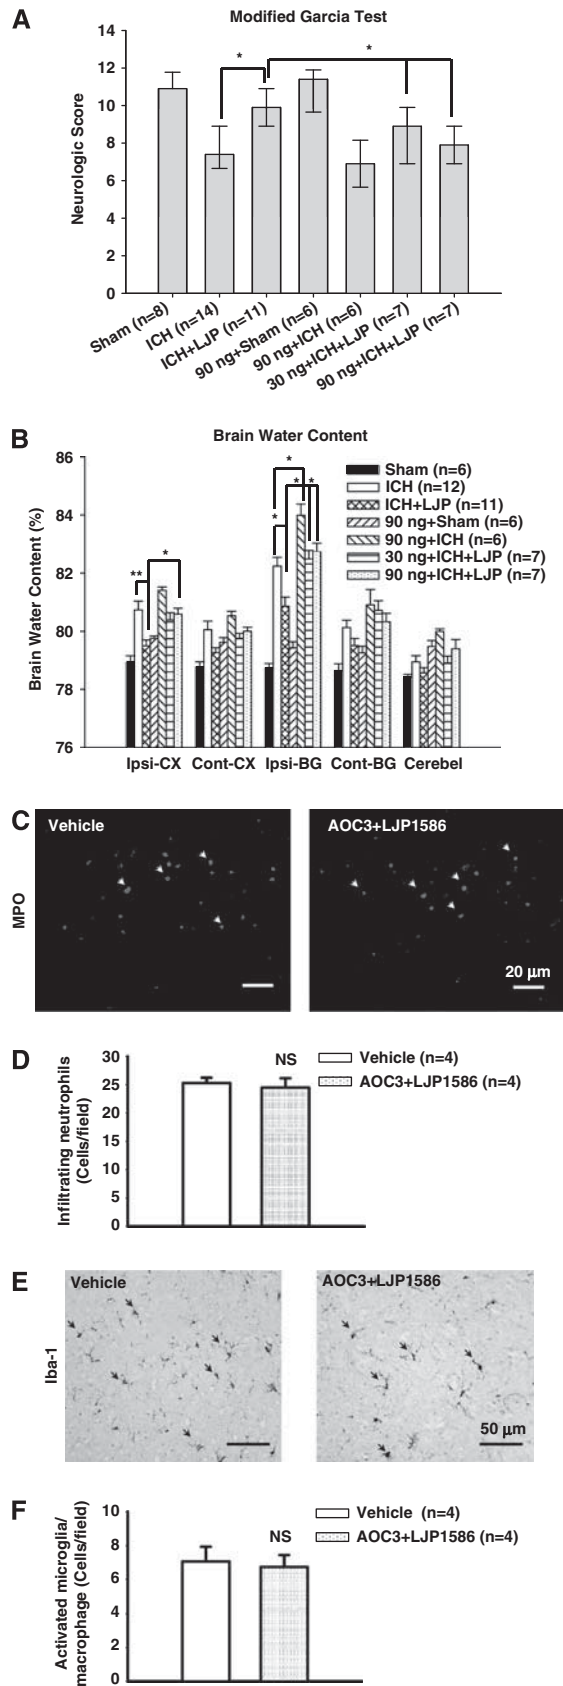 A
Modified Garcia Test
Neurologic Score
14
12
10
8
6
4
2
0
*
*
Sham (n=8)
ICH (n=14)
ICH+LJP (n=11)
90 ng+Sham (n=6)
90 ng+ICH (n=6)
30 ng+ICH+LJP (n=7)
90 ng+ICH+LJP (n=7)
B
Brain Water Content
Brain Water Content (%)
86
84
82
80
78
76
**
*
*
*
*
*
Sham (n=6)
ICH (n=12)
ICH+LJP (n=11)
90 ng+Sham (n=6)
90 ng+ICH (n=6)
30 ng+ICH+LJP (n=7)
90 ng+ICH+LJP (n=7)
Ipsi-CX Cont-CX Ipsi-BG Cont-BG Cerebel
C
MPO
Vehicle
AOC3+LJP1586
20 μm
D
Infiltrating neutrophils
(Cells/field)
30
25
20
15
10
5
0
NS
Vehicle (n=4)
AOC3+LJP1586 (n=4)
E
Iba-1
Vehicle
AOC3+LJP1586
50 μm
F
Activated microglia/
macrophage (Cells/field)
10
8
6
4
2
0
NS
Vehicle (n=4)
AOC3+LJP1586 (n=4)